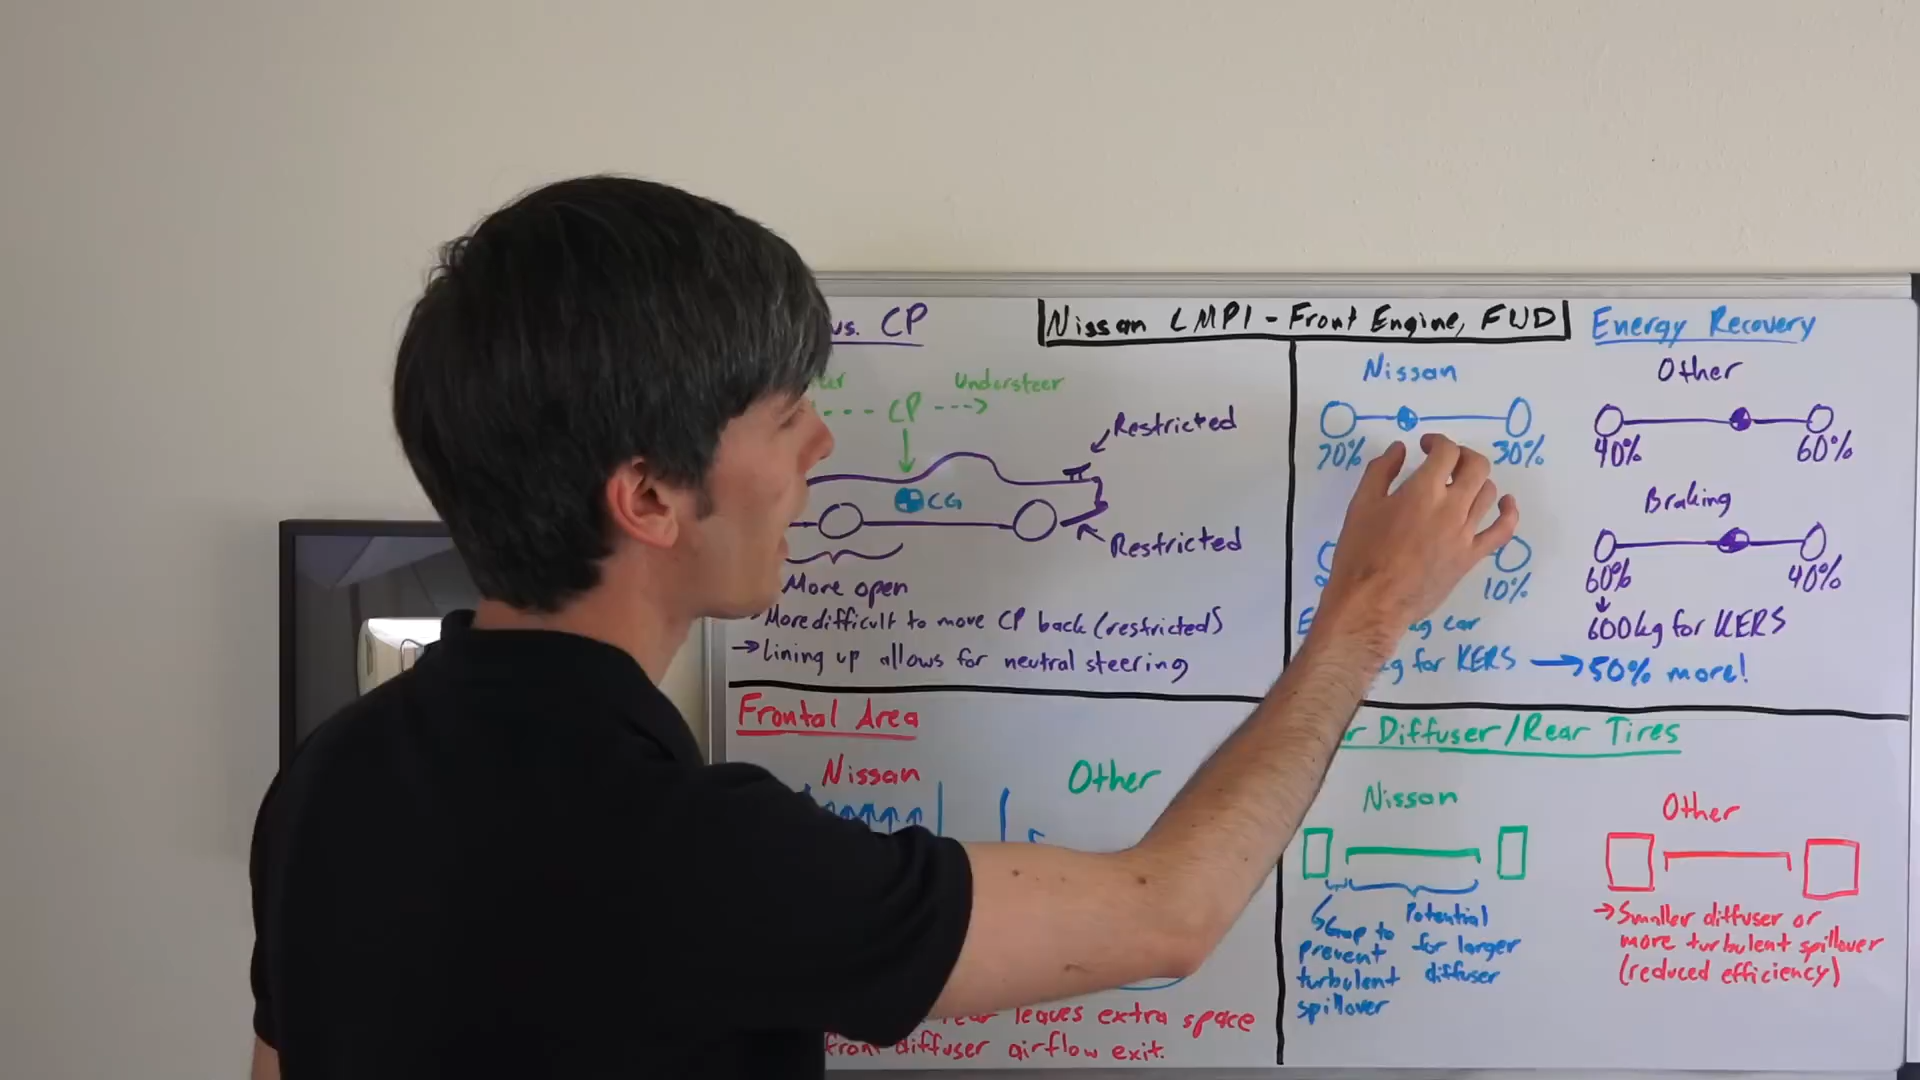 vs. CP
Nissan LMP1 - Front Engine, FWD
Understeer
CP
Restricted
CG
Restricted
More open
More difficult to move CP back (restricted)
Lining up allows for neutral steering
Energy Recovery
Nissan
Other
70%
30%
40%
60%
Braking
10%
60%
40%
car
600kg for KERS
for KERS → 50% more!
Frontal Area
Nissan
Other
leaves extra space
front diffuser airflow exit.
Diffuser/Rear Tires
Nissan
Other
Gap to
prevent
turbulent
spillover
Potential
for larger
diffuser
→ Smaller diffuser or
more turbulent spillover
(reduced efficiency)